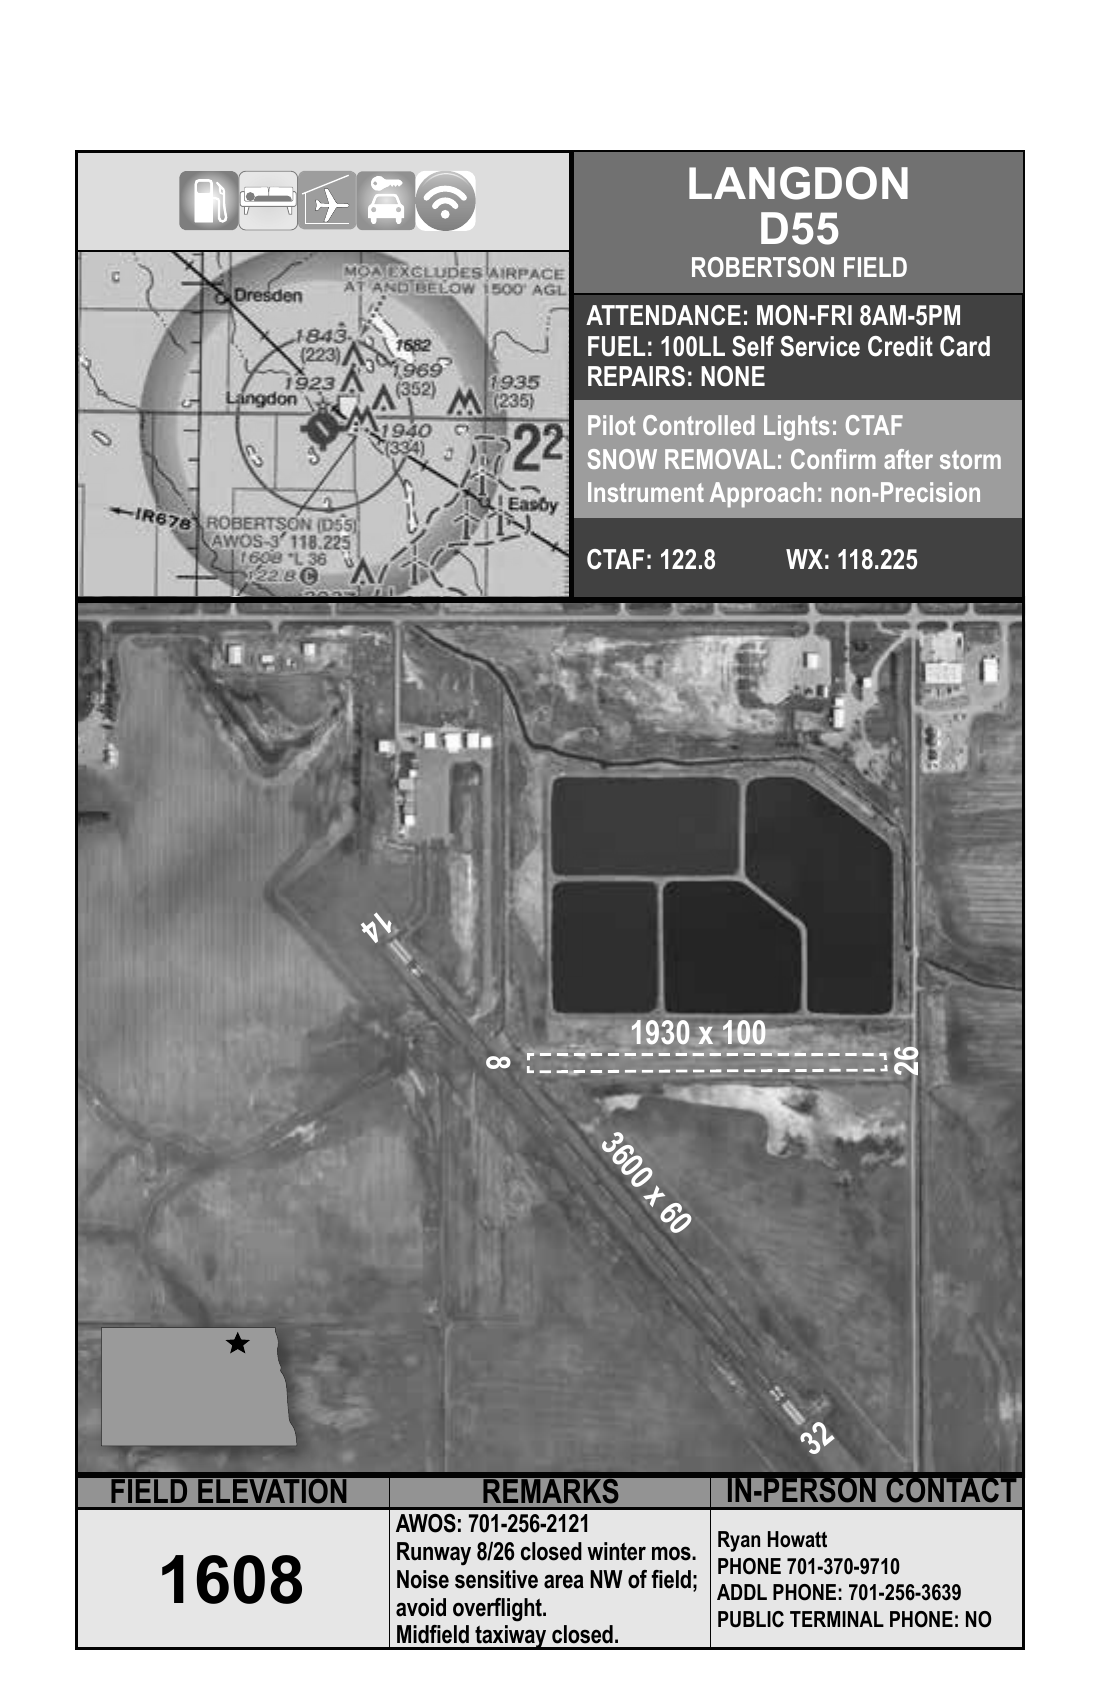 LANGDON
D55
ROBERTSON FIELD
ATTENDANCE: MON-FRI 8AM-5PM
FUEL: 100LL Self Service Credit Card
REPAIRS: NONE
Pilot Controlled Lights: CTAF
SNOW REMOVAL: Confirm after storm
Instrument Approach: non-Precision
CTAF: 122.8 WX: 118.225
MOA EXCLUDES AIRPACE
AT AND BELOW 1500' AGL
Dresden
1843
(223)
1682
1969
(352)
1923
1935
(235)
Langdon
1940
(334)
22
Easby
IR678
ROBERTSON (D55)
AWOS-3 118.225
1608 *L 36
122.8 C
14
1930 x 100
8
26
3600 x 60
32
FIELD ELEVATION
1608
REMARKS
AWOS: 701-256-2121
Runway 8/26 closed winter mos.
Noise sensitive area NW of field;
avoid overflight.
Midfield taxiway closed.
IN-PERSON CONTACT
Ryan Howatt
PHONE 701-370-9710
ADDL PHONE: 701-256-3639
PUBLIC TERMINAL PHONE: NO